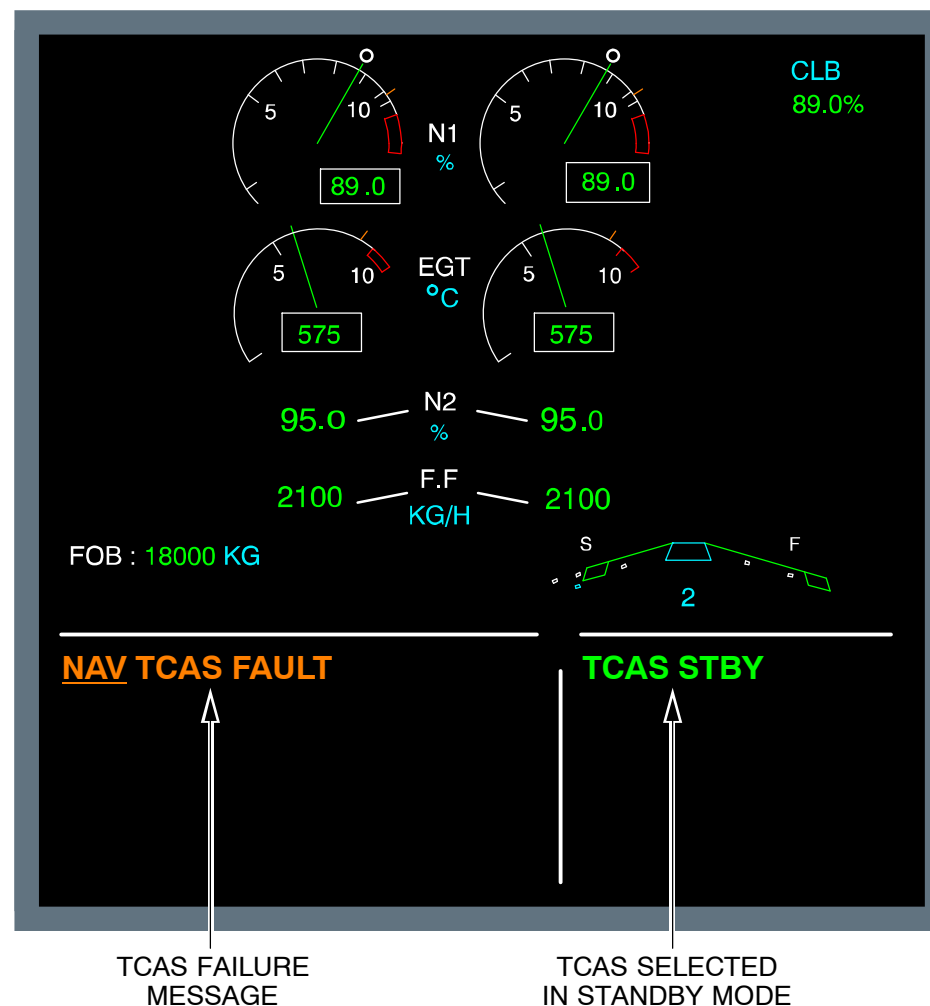 CLB
89.0%
5 10 N1 5 10
%
89.0 89.0
5 10 EGT 5 10
°C
575 575
95.0 N2 95.0
%
2100 F.F 2100
KG/H
FOB : 18000 KG
S F
2
NAV TCAS FAULT
TCAS STBY
TCAS FAILURE
MESSAGE
TCAS SELECTED
IN STANDBY MODE